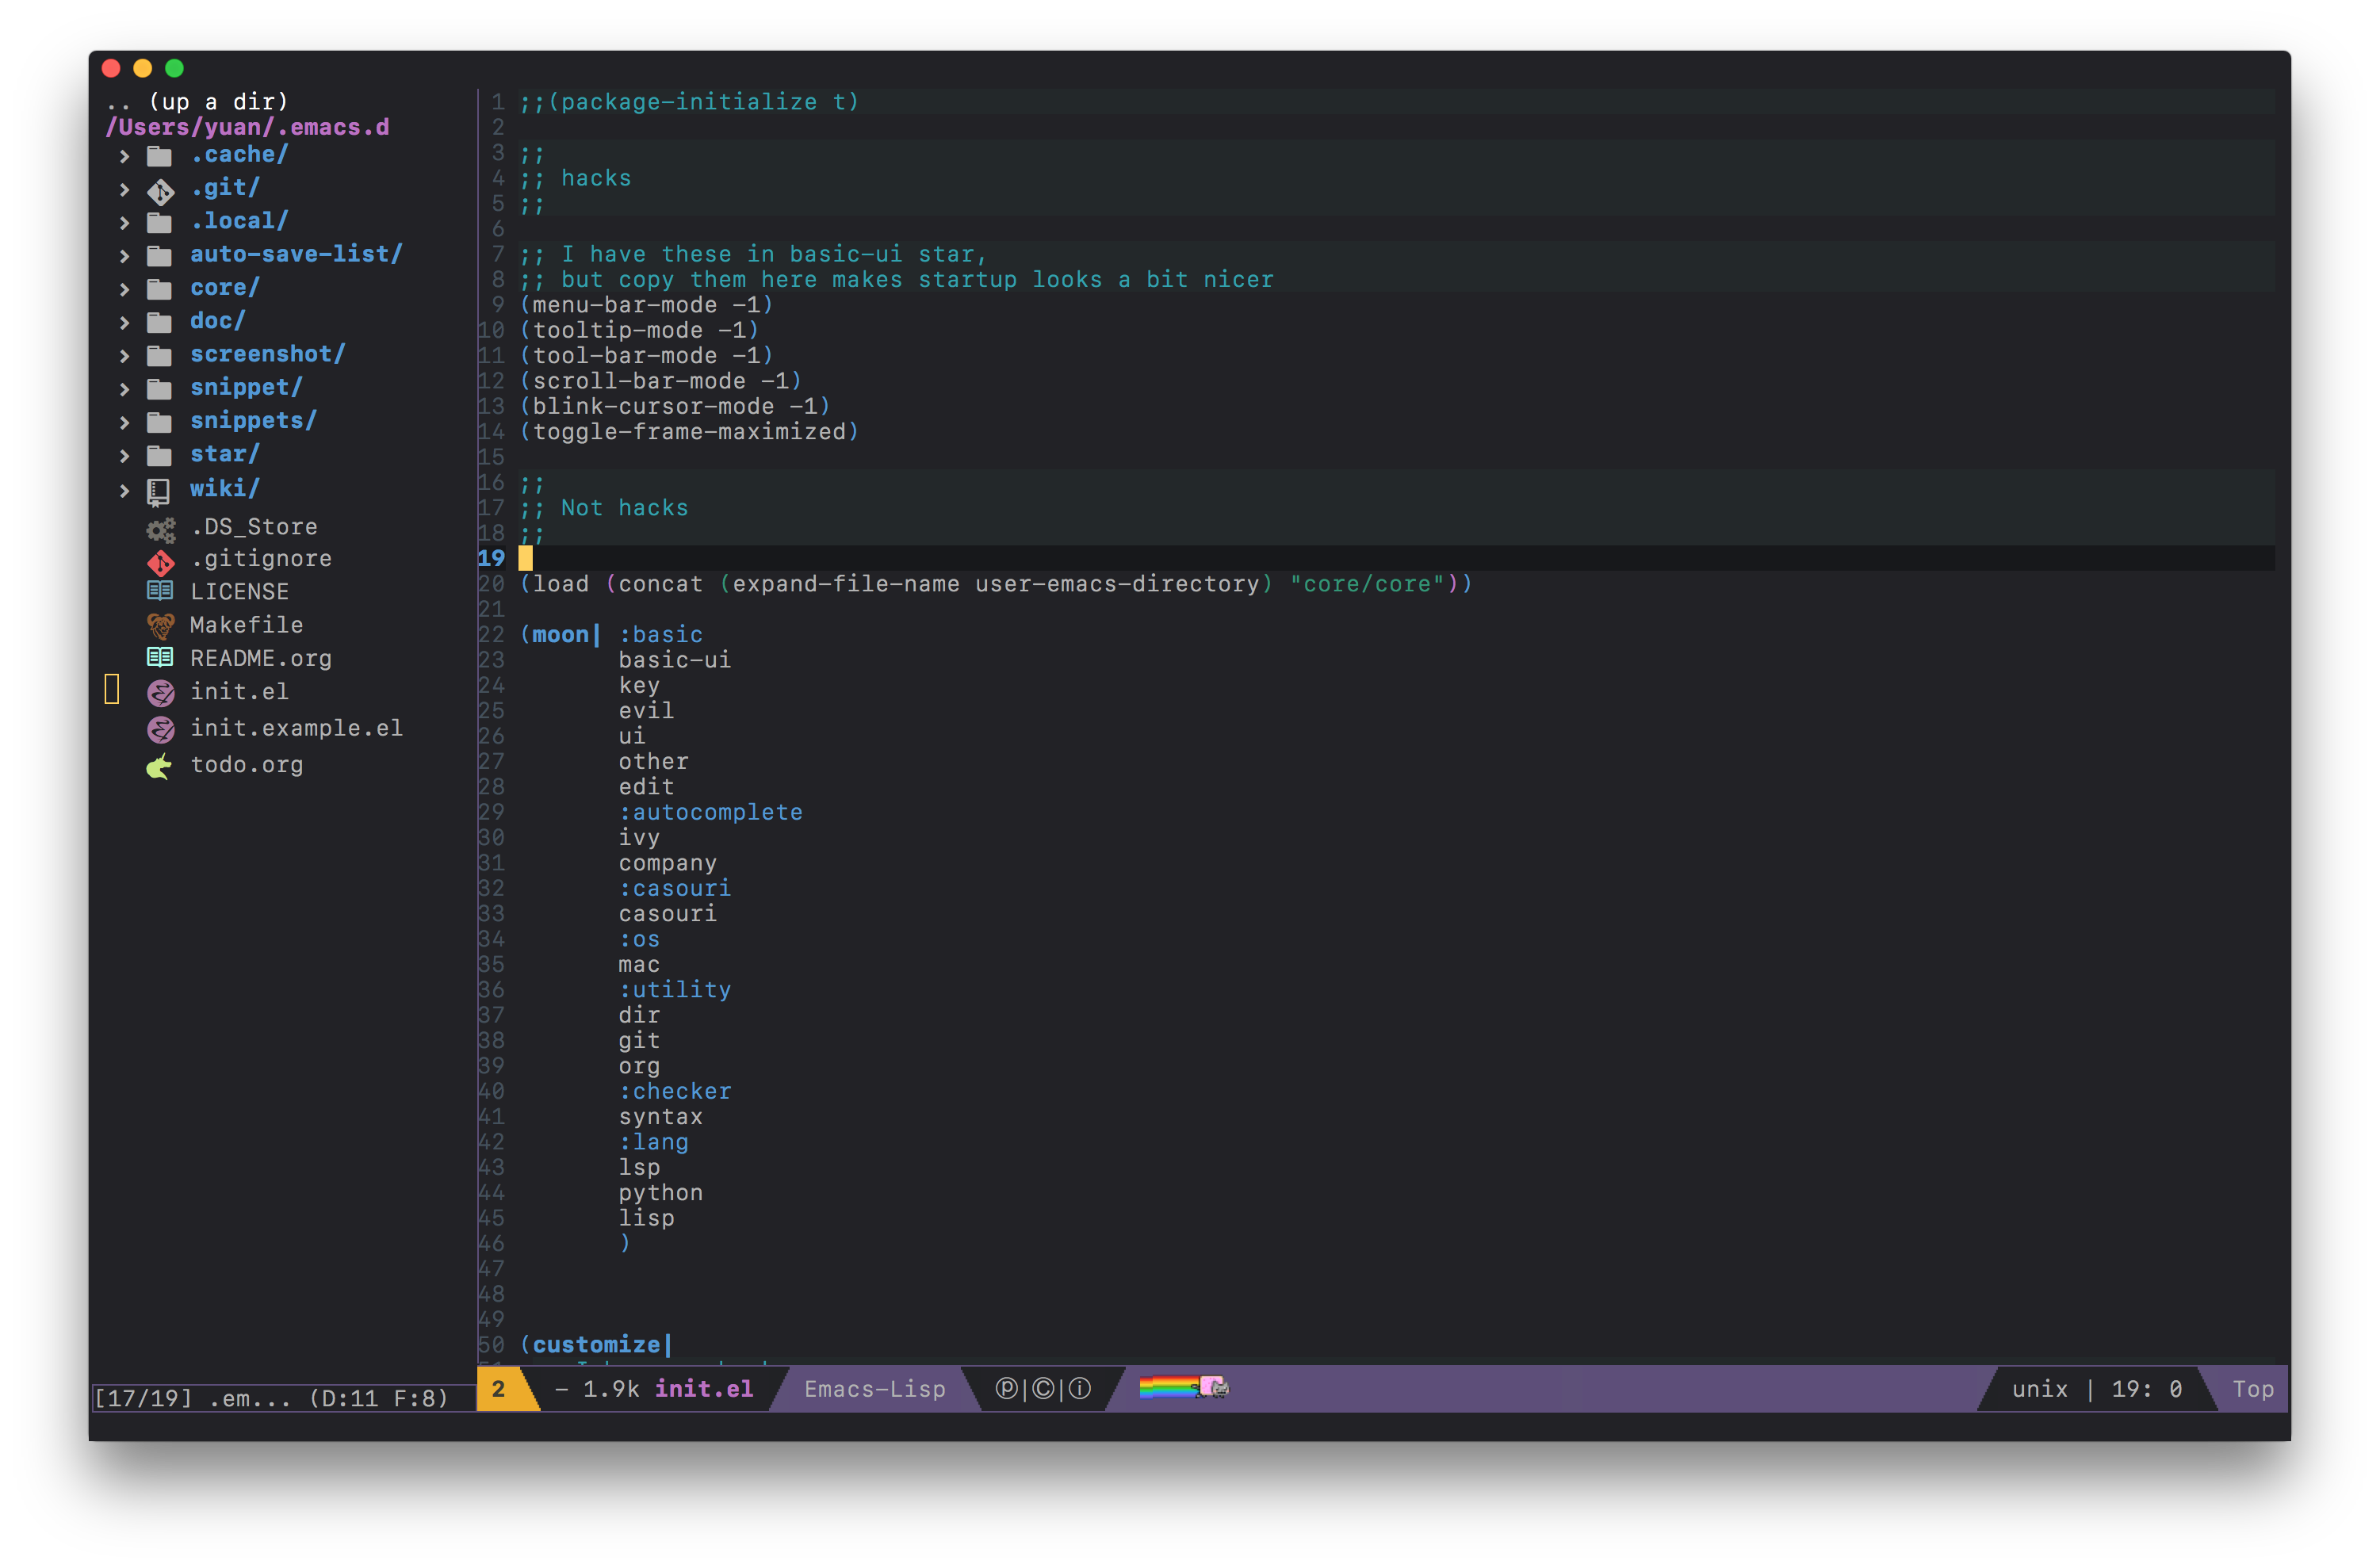 .. (up a dir)
/Users/yuan/.emacs.d
.cache/
.git/
.local/
auto-save-list/
core/
doc/
screenshot/
snippet/
snippets/
star/
wiki/
.DS_Store
.gitignore
LICENSE
Makefile
README.org
init.el
init.example.el
todo.org
[17/19] .em... (D:11 F:8)
1 ;;(package-initialize t)
2
3 ;;
4 ;; hacks
5 ;;
6
7 ;; I have these in basic-ui star,
8 ;; but copy them here makes startup looks a bit nicer
9 (menu-bar-mode -1)
10 (tooltip-mode -1)
11 (tool-bar-mode -1)
12 (scroll-bar-mode -1)
13 (blink-cursor-mode -1)
14 (toggle-frame-maximized)
15
16 ;;
17 ;; Not hacks
18 ;;
19
20 (load (concat (expand-file-name user-emacs-directory) "core/core"))
21
22 (moon| :basic
23 basic-ui
24 key
25 evil
26 ui
27 other
28 edit
29 :autocomplete
30 ivy
31 company
32 :casouri
33 casouri
34 :os
35 mac
36 :utility
37 dir
38 git
39 org
40 :checker
41 syntax
42 :lang
43 lsp
44 python
45 lisp
46 )
47
48
49
50 (customize|
2 - 1.9k init.el Emacs-Lisp ⓟ|Ⓒ|ⓘ unix | 19: 0 Top